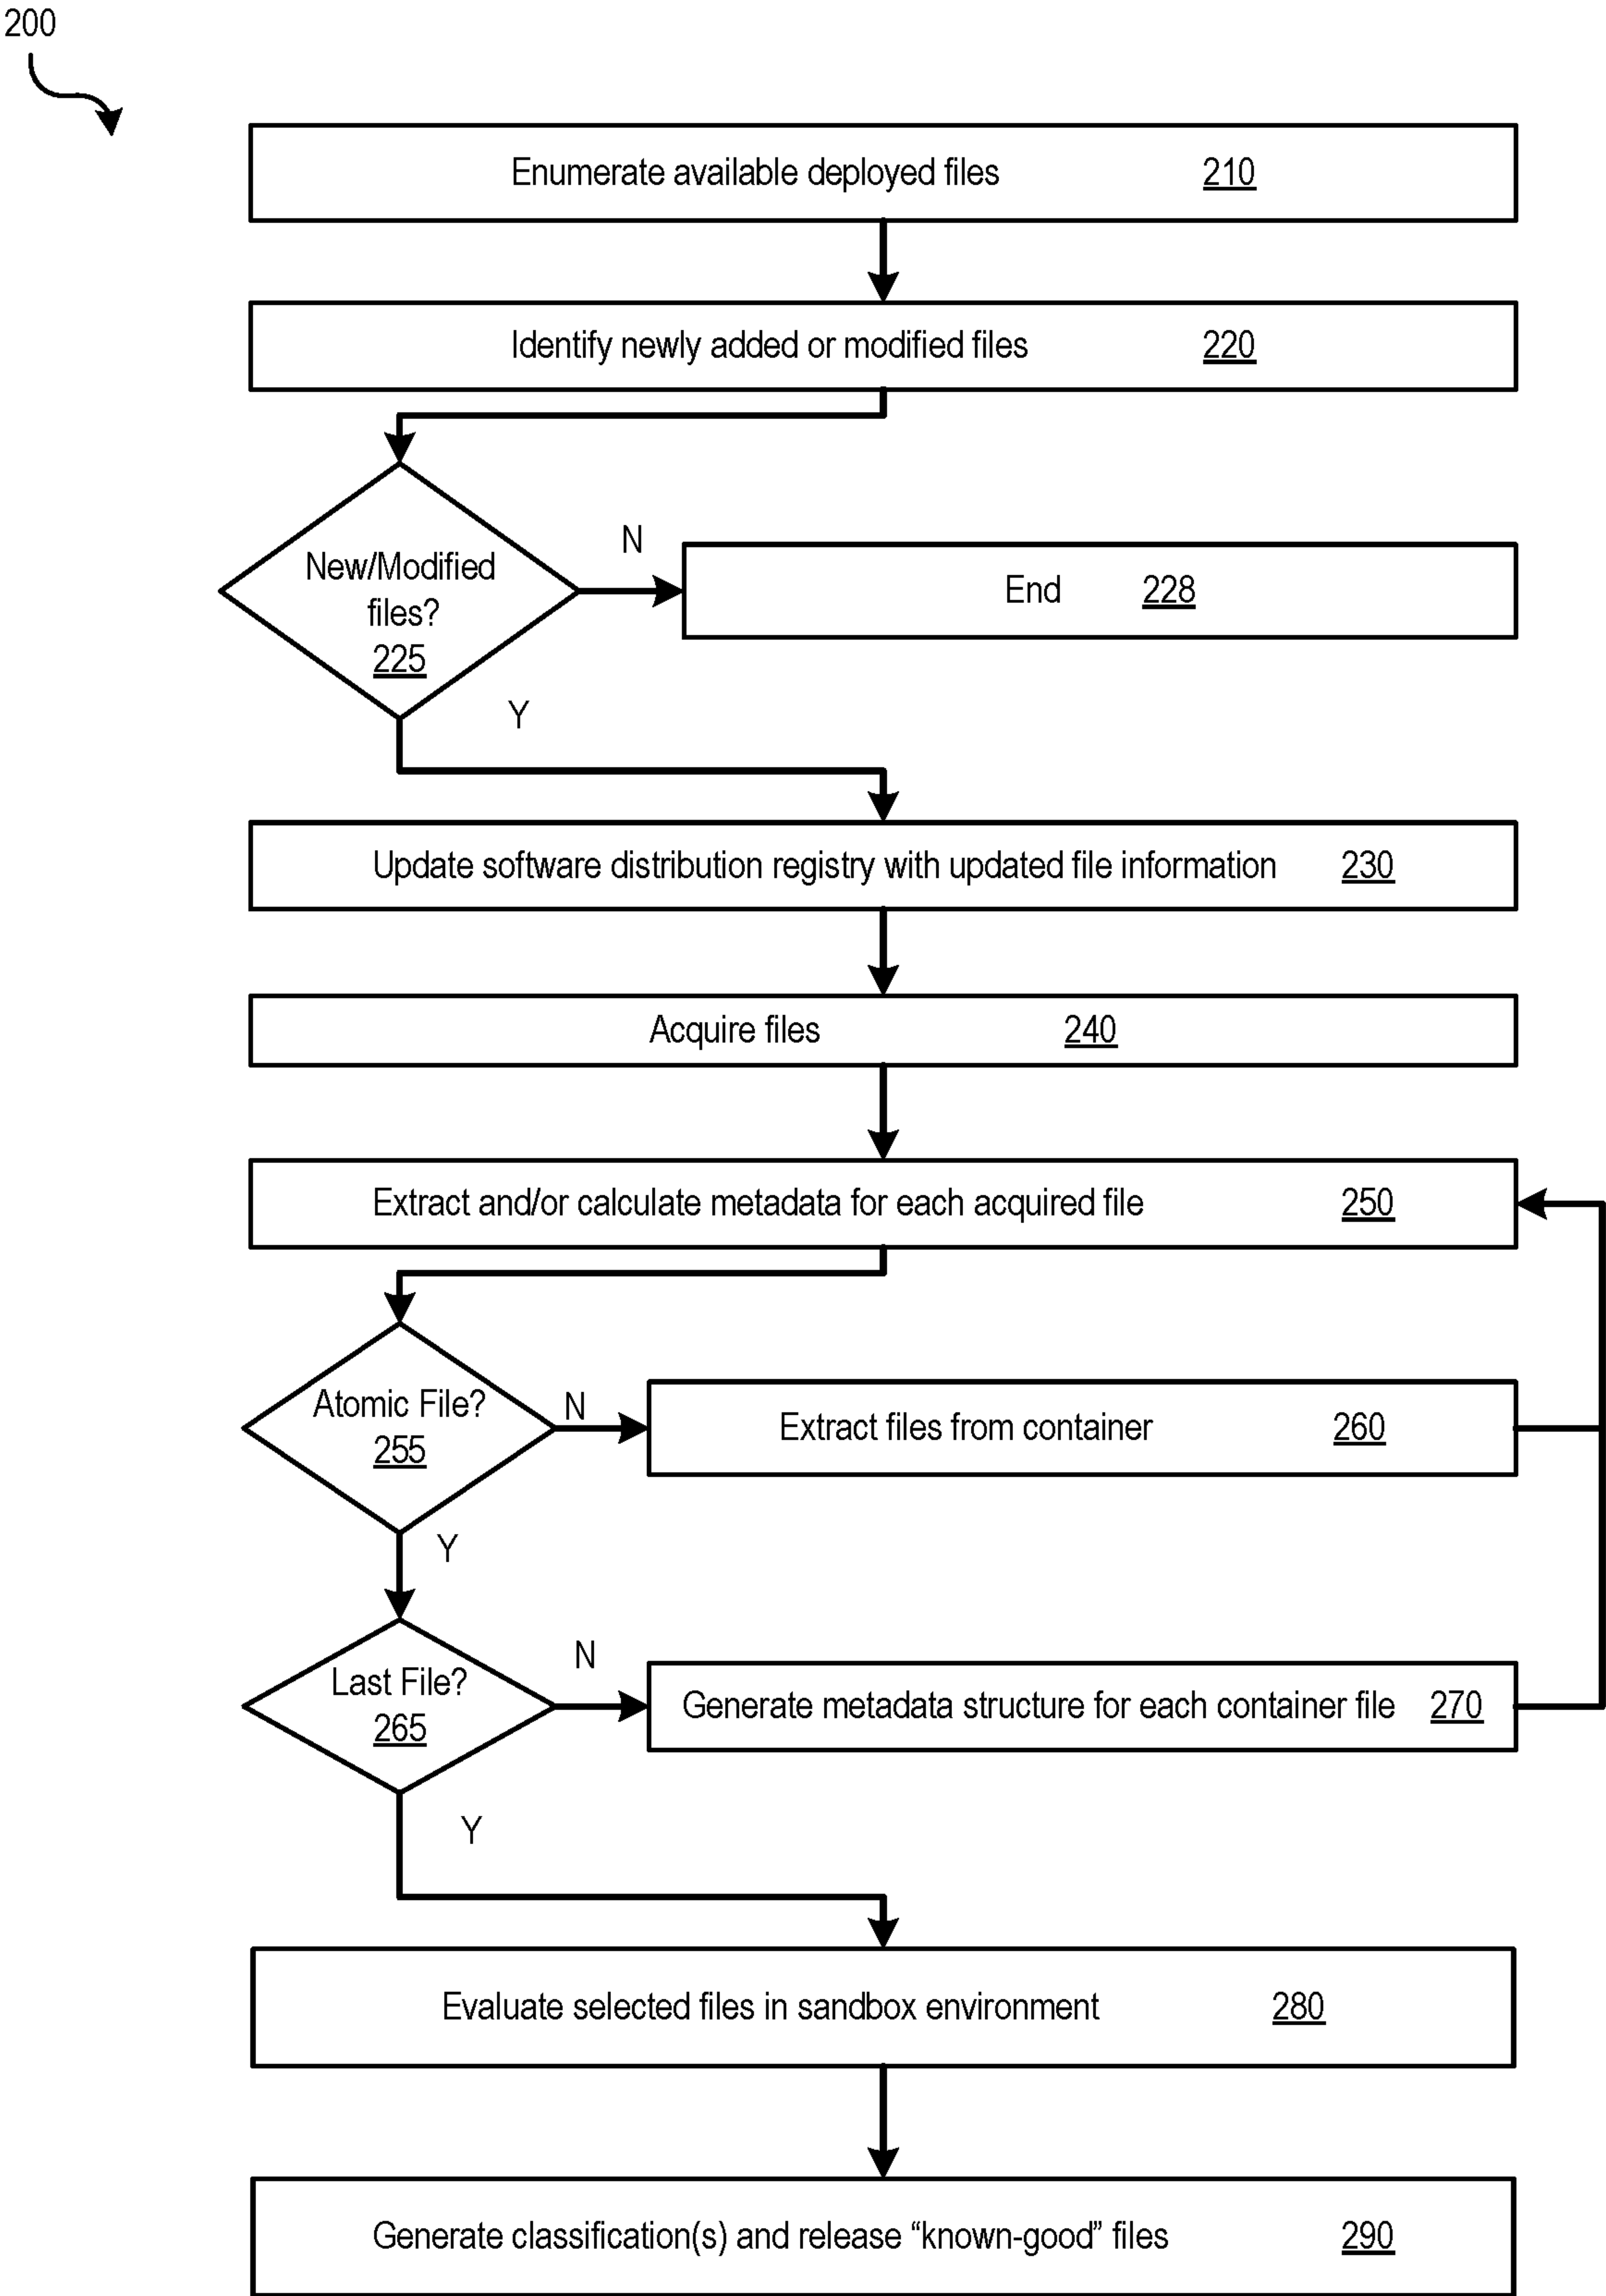 200
Enumerate available deployed files 210
Identify newly added or modified files 220
New/Modified
files?
225
N
End 228
Y
Update software distribution registry with updated file information 230
Acquire files 240
Extract and/or calculate metadata for each acquired file 250
Atomic File?
255
N
Extract files from container 260
Y
Last File?
265
N
Generate metadata structure for each container file 270
Y
Evaluate selected files in sandbox environment 280
Generate classification(s) and release “known-good” files 290